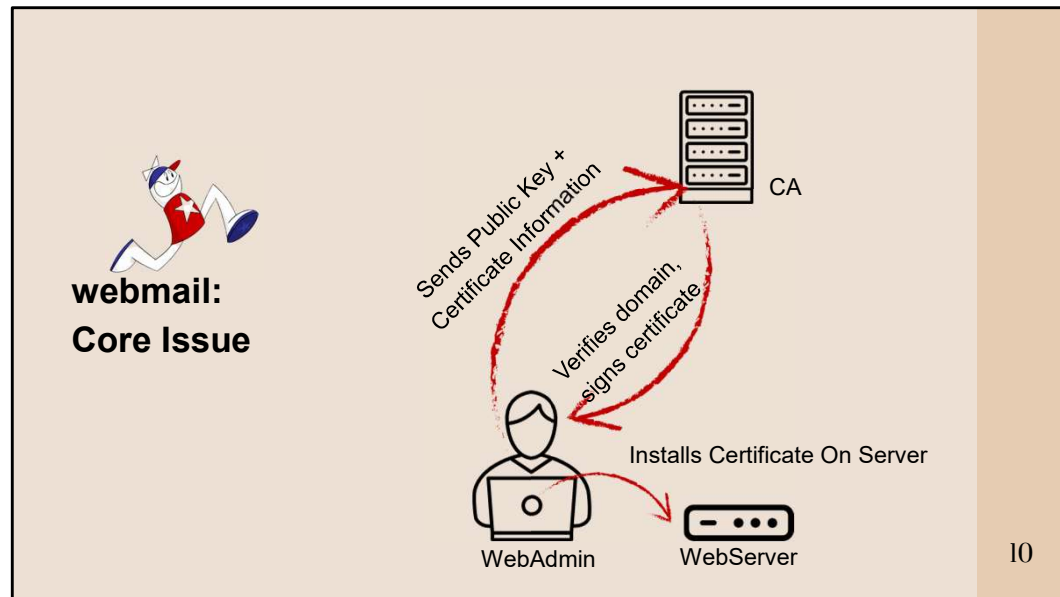 webmail:
Core Issue
Sends Public Key +
Certificate Information
CA
Verifies domain,
signs certificate
Installs Certificate On Server
WebAdmin
WebServer
10